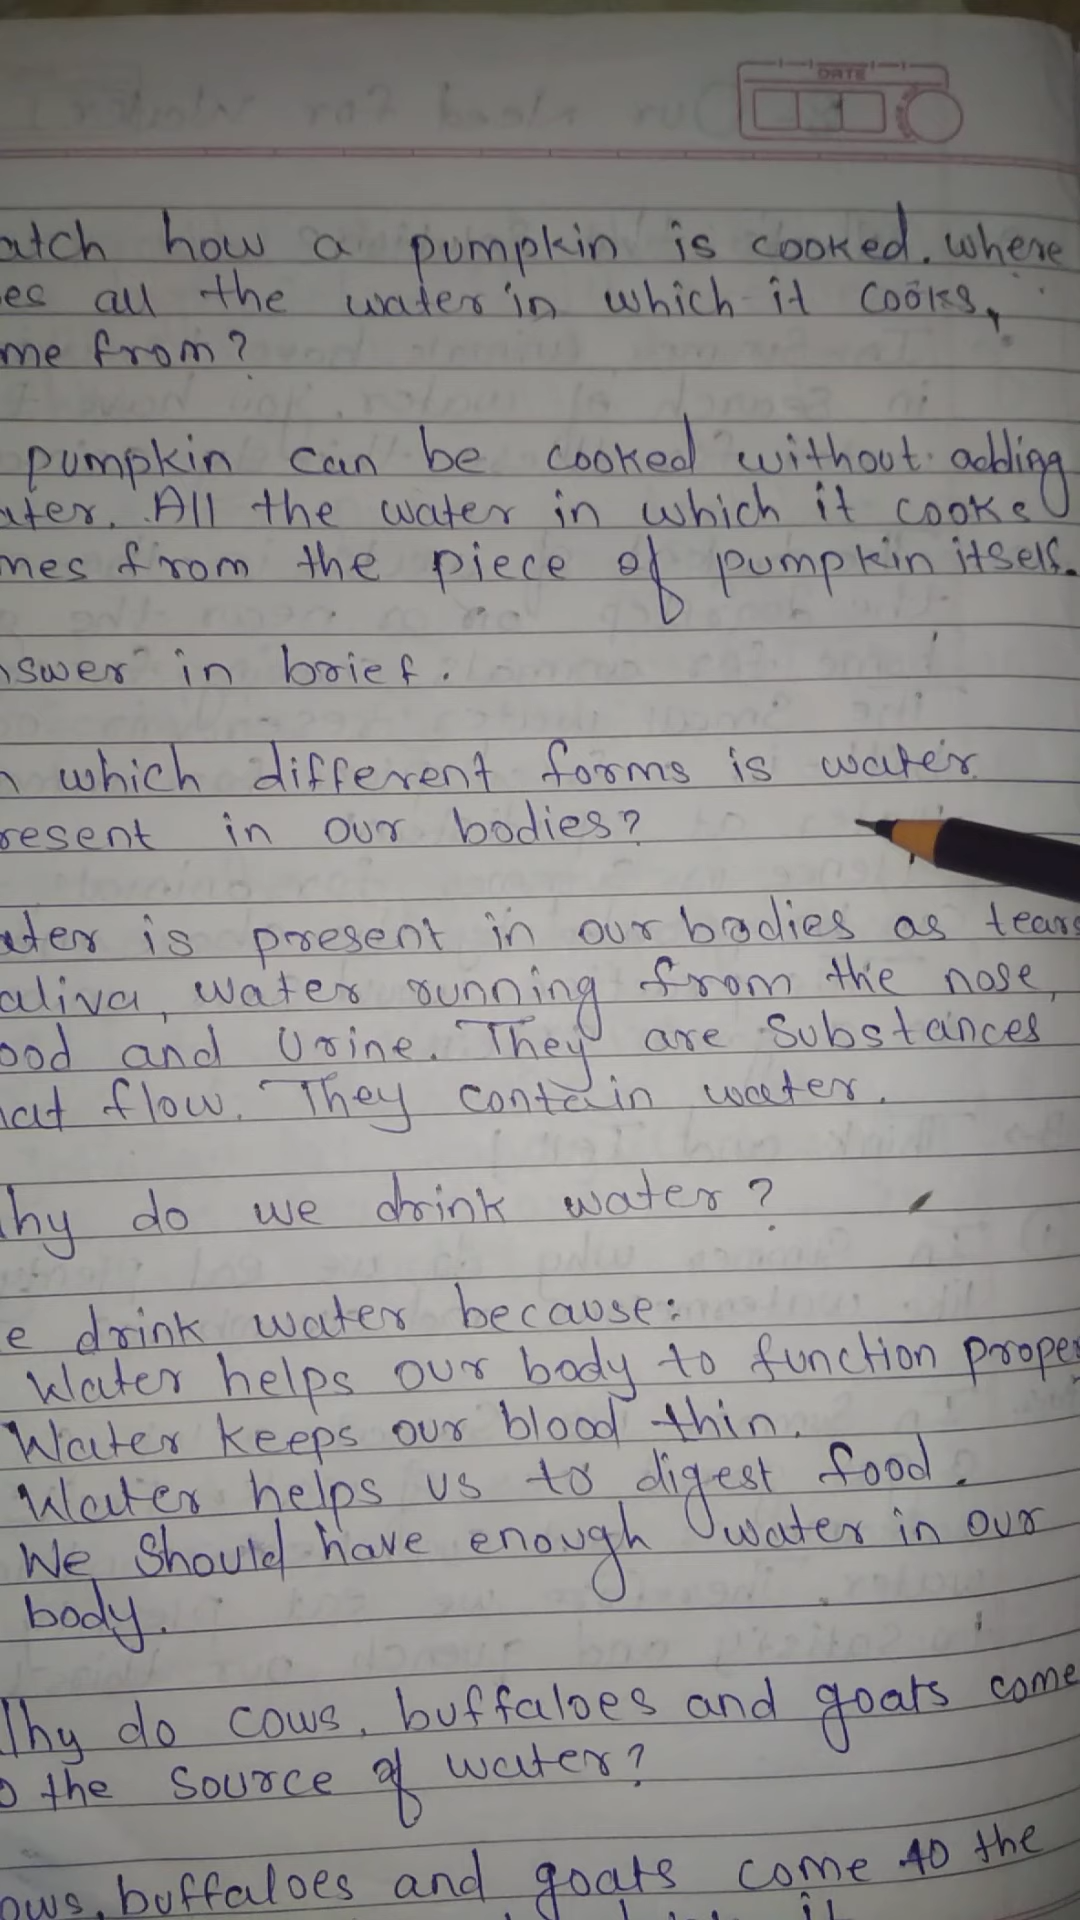 DATE
atch how a pumpkin is cooked. where
es all the water in which it cooks,
me from?
pumpkin can be cooked without adding
ater. All the water in which it cooks
mes from the piece of pumpkin itself.
nswer in brief.
n which different forms is water
resent in our bodies?
ater is present in our bodies as tears
aliva, water running from the nose,
ood and Urine. They are Substances
hat flow. They contain water.
Why do we drink water?
e drink water because:
Water helps our body to function proper
Water keeps our blood thin.
Water helps us to digest food.
We Should have enough water in our
body.
Why do cows, buffaloes and goats come
o the source of water?
ows, buffaloes and goats come to the